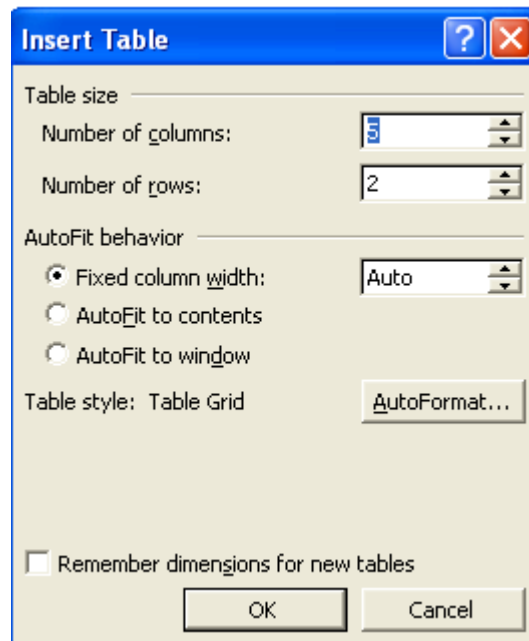 Insert Table ?
Table size
Number of columns: 5
Number of rows: 2
AutoFit behavior
Fixed column width: Auto
AutoFit to contents
AutoFit to window
Table style: Table Grid AutoFormat...
Remember dimensions for new tables
OK Cancel